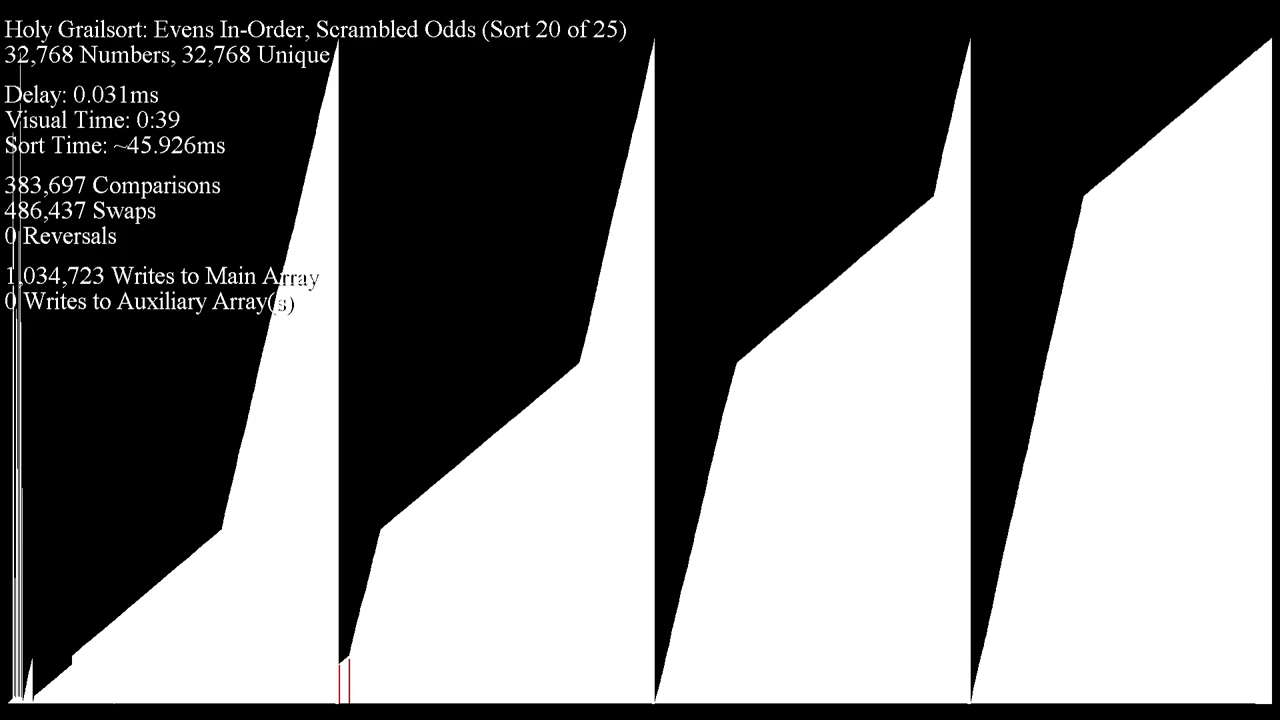 Holy Grailsort: Evens In-Order, Scrambled Odds (Sort 20 of 25)
32,768 Numbers, 32,768 Unique
Delay: 0.031ms
Visual Time: 0:39
Sort Time: ~45.926ms
383,697 Comparisons
486,437 Swaps
0 Reversals
1,034,723 Writes to Main Array
0 Writes to Auxiliary Array(s)